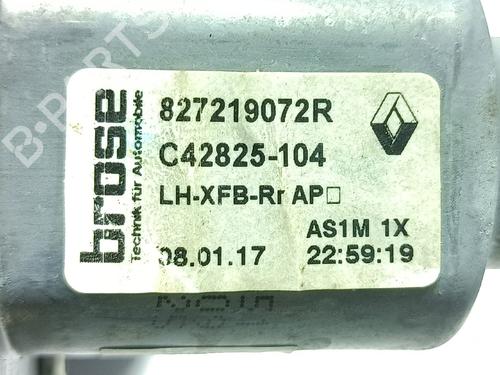 brose
Technik für Automobile
827219072R
C42825-104
LH-XFB-Rr AP□
AS1M 1X
08.01.17 22:59:19
B-PARTS